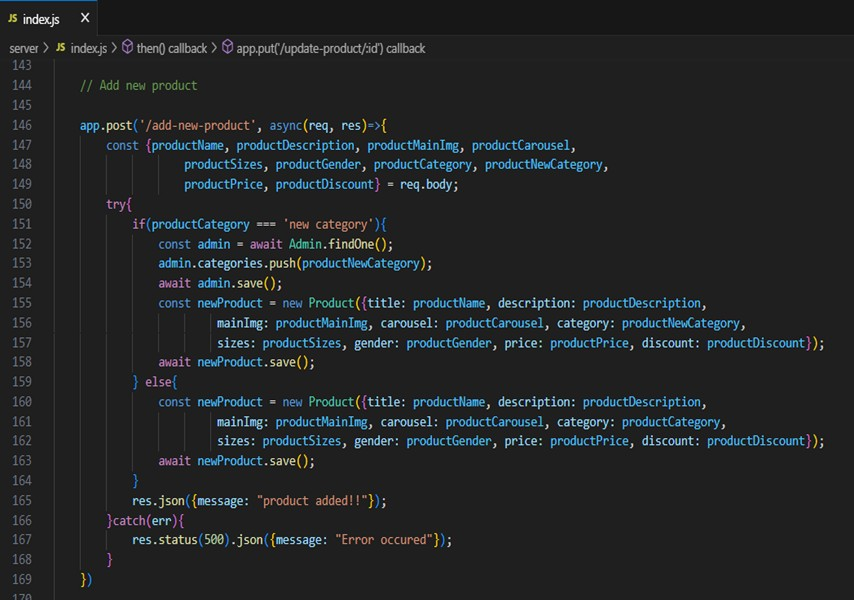 JS index.js X
server > JS index.js > then() callback > app.put('/update-product/:id') callback
143
144 // Add new product
145
146 app.post('/add-new-product', async(req, res)=>{
147 const {productName, productDescription, productMainImg, productCarousel,
148 productSizes, productGender, productCategory, productNewCategory,
149 productPrice, productDiscount} = req.body;
150 try{
151 if(productCategory === 'new category'){
152 const admin = await Admin.findOne();
153 admin.categories.push(productNewCategory);
154 await admin.save();
155 const newProduct = new Product({title: productName, description: productDescription,
156 mainImg: productMainImg, carousel: productCarousel, category: productNewCategory,
157 sizes: productSizes, gender: productGender, price: productPrice, discount: productDiscount});
158 await newProduct.save();
159 } else{
160 const newProduct = new Product({title: productName, description: productDescription,
161 mainImg: productMainImg, carousel: productCarousel, category: productCategory,
162 sizes: productSizes, gender: productGender, price: productPrice, discount: productDiscount});
163 await newProduct.save();
164 }
165 res.json({message: "product added!!"});
166 }catch(err){
167 res.status(500).json({message: "Error occured"});
168 }
169 })
170